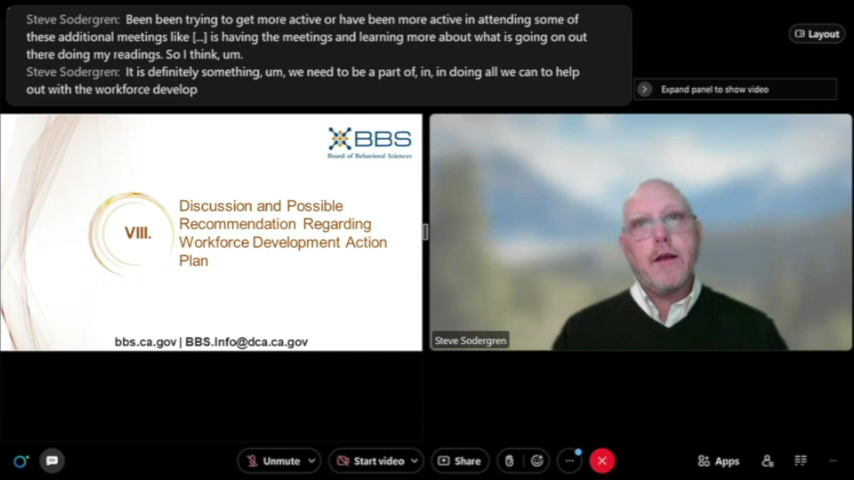 Steve Sodergren: Been been trying to get more active or have been more active in attending some of
these additional meetings like [...] is having the meetings and learning more about what is going on out
there doing my readings. So I think, um.
Steve Sodergren: It is definitely something, um, we need to be a part of, in, in doing all we can to help
out with the workforce develop
Layout
Expand panel to show video
BBS
Board of Behavioral Sciences
VIII.
Discussion and Possible
Recommendation Regarding
Workforce Development Action
Plan
bbs.ca.gov | BBS.Info@dca.ca.gov
Steve Sodergren
Unmute
Start video
Share
Apps